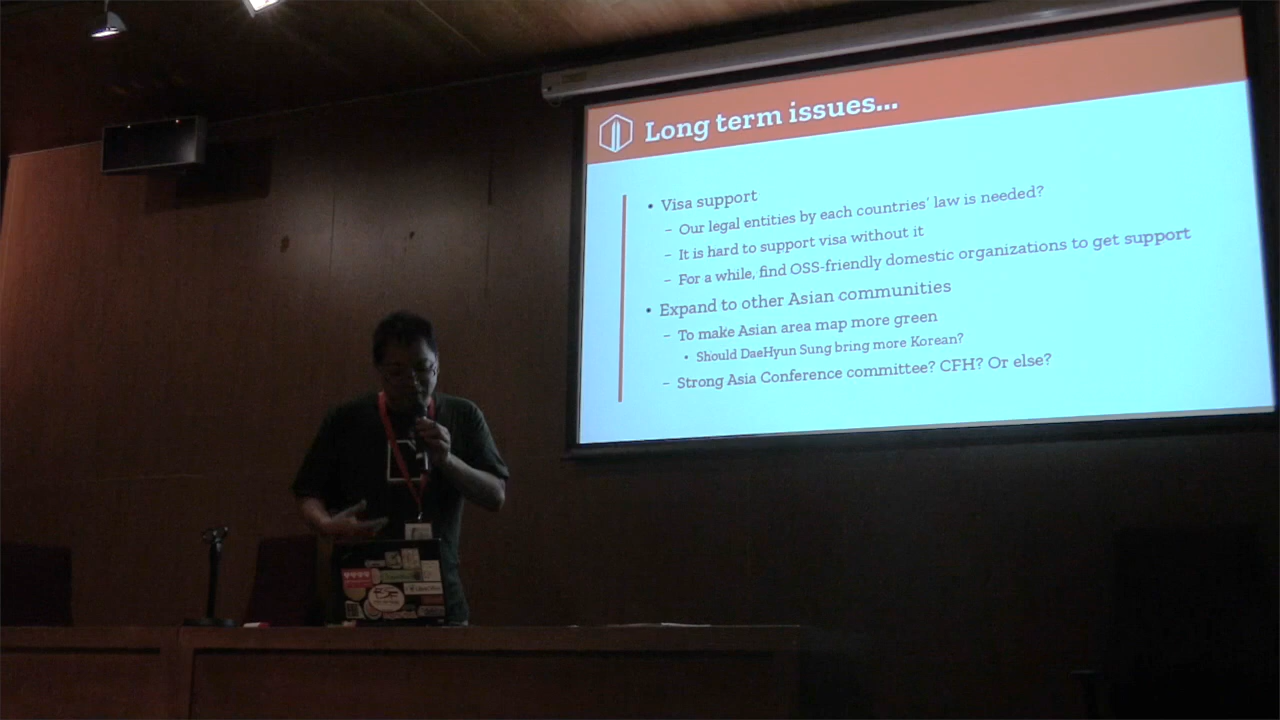 Long term issues...
• Visa support
– Our legal entities by each countries' law is needed?
– It is hard to support visa without it
– For a while, find OSS-friendly domestic organizations to get support
• Expand to other Asian communities
– To make Asian area map more green
• Should DaeHyun Sung bring more Korean?
– Strong Asia Conference committee? CFH? Or else?